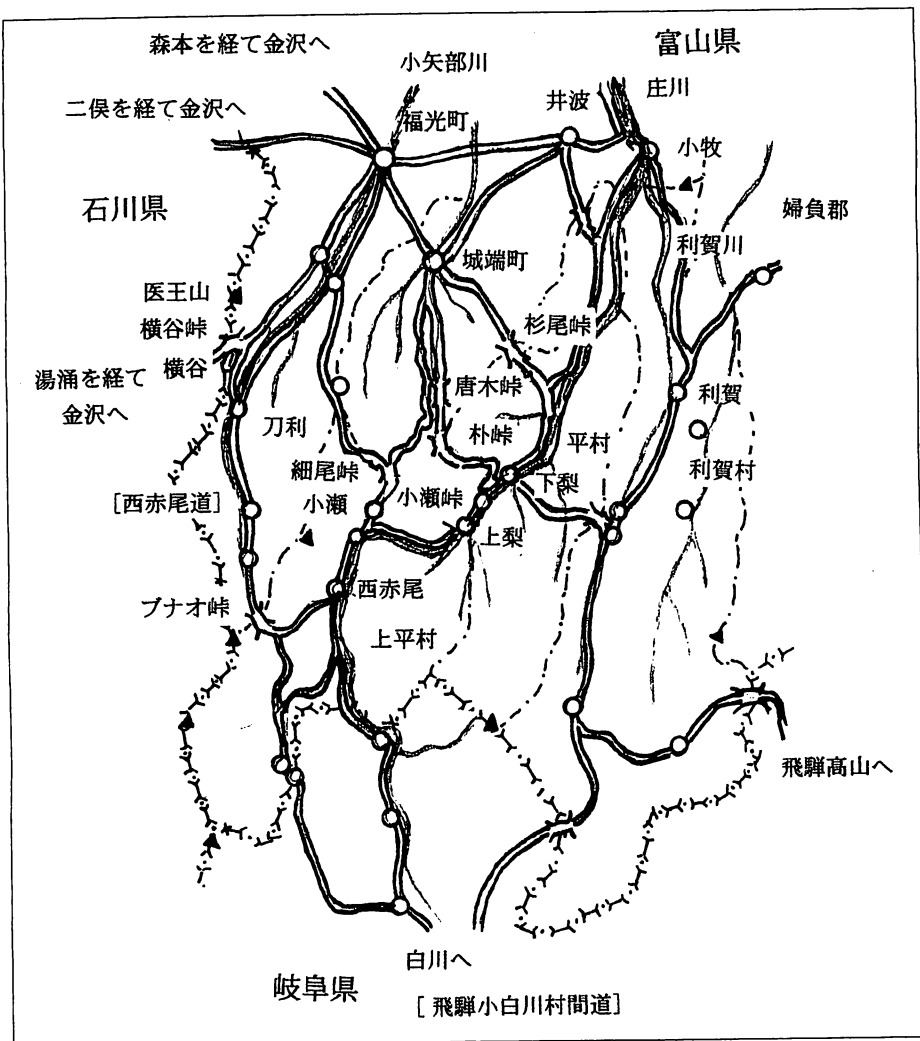 森本を経て金沢へ
富山県
小矢部川
庄川
二俣を経て金沢へ
井波
福光町
小牧
石川県
婦負郡
利賀川
城端町
医王山
杉尾峠
横谷峠
横谷
湯涌を経て
金沢へ
唐木峠
利賀
刀利
朴峠
平村
細尾峠
下梨
利賀村
[西赤尾道]
小瀬
小瀬峠
上梨
西赤尾
ブナオ峠
上平村
飛騨高山へ
白川へ
岐阜県
[飛騨小白川村間道]